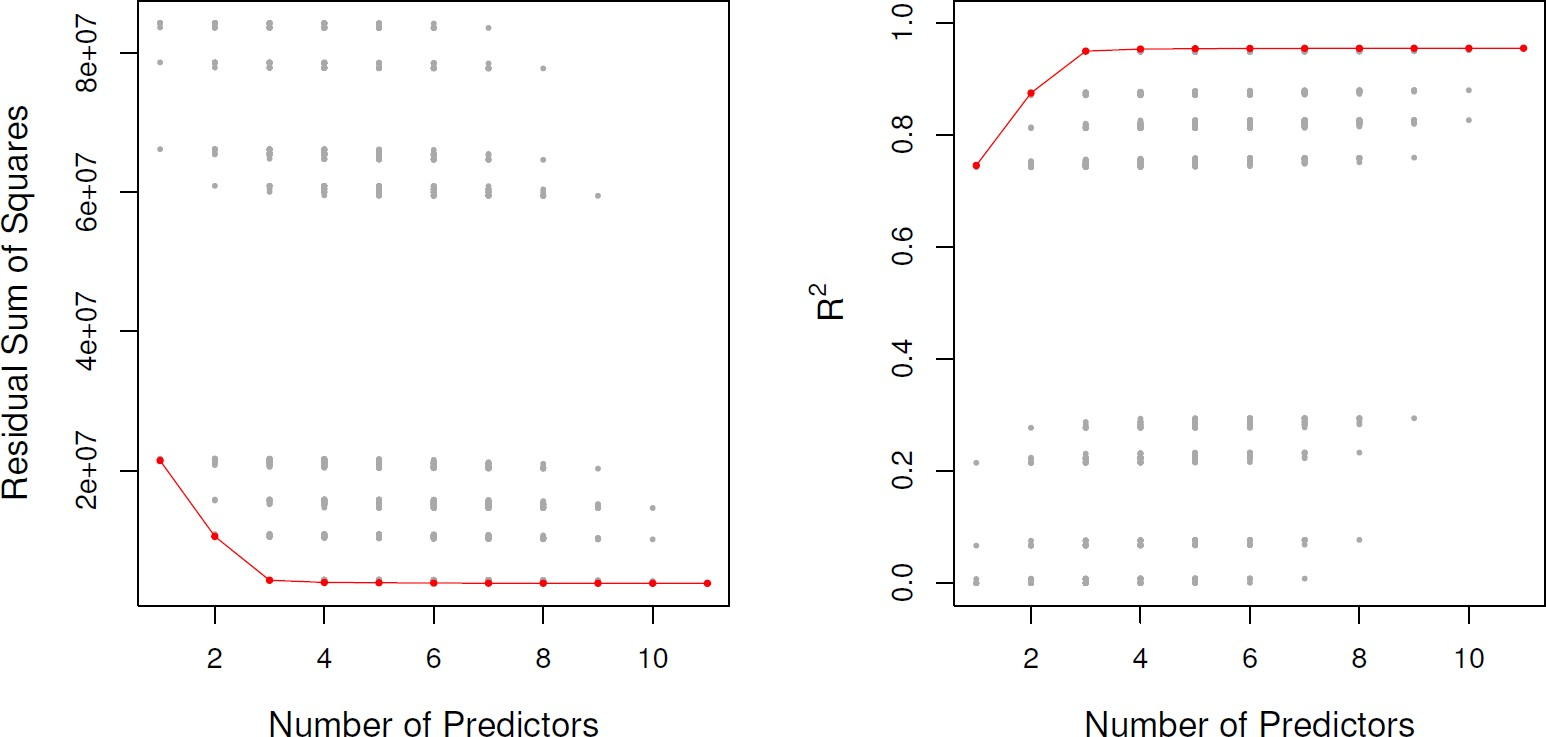 Residual Sum of Squares
8e+07
6e+07
4e+07
2e+07
2 4 6 8 10
Number of Predictors
R2
1.0
0.8
0.6
0.4
0.2
0.0
2 4 6 8 10
Number of Predictors